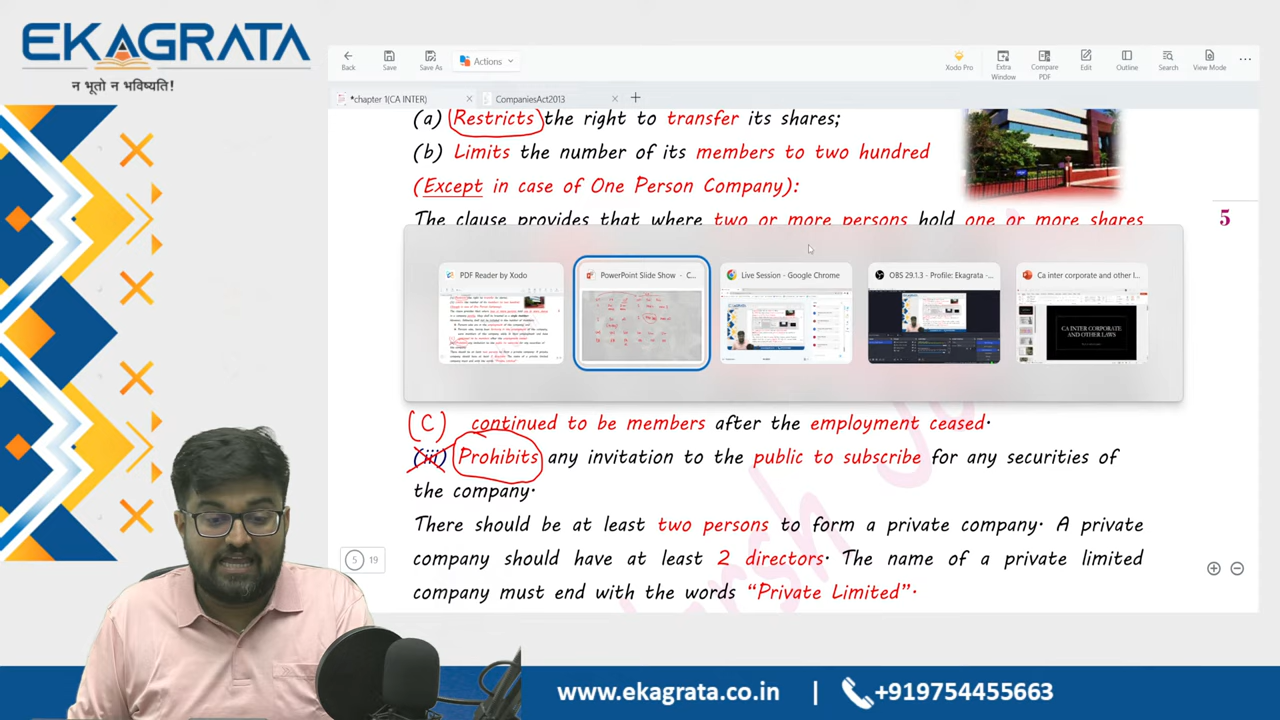 EKAGRATA
न भूतो न भविष्यति!
Back
Save
Save As
Actions
Xodo Pro
Extra Window
Compare PDF
Edit
Outline
Search
View Mode
*chapter 1(CA INTER)
CompaniesAct2013
(a) Restricts the right to transfer its shares;
(b) Limits the number of its members to two hundred
(Except in case of One Person Company):
The clause provides that where two or more persons hold one or more shares
5
PDF Reader by Xodo
PowerPoint Slide Show - C...
Live Session - Google Chrome
OBS 29.1.3 - Profile: Ekagrata -...
Ca inter corporate and other l...
CA INTER CORPORATE
AND OTHER LAWS
(C) continued to be members after the employment ceased.
(iii) Prohibits any invitation to the public to subscribe for any securities of
the company.
There should be at least two persons to form a private company. A private
company should have at least 2 directors. The name of a private limited
company must end with the words “Private Limited”.
5 19
www.ekagrata.co.in | +919754455663